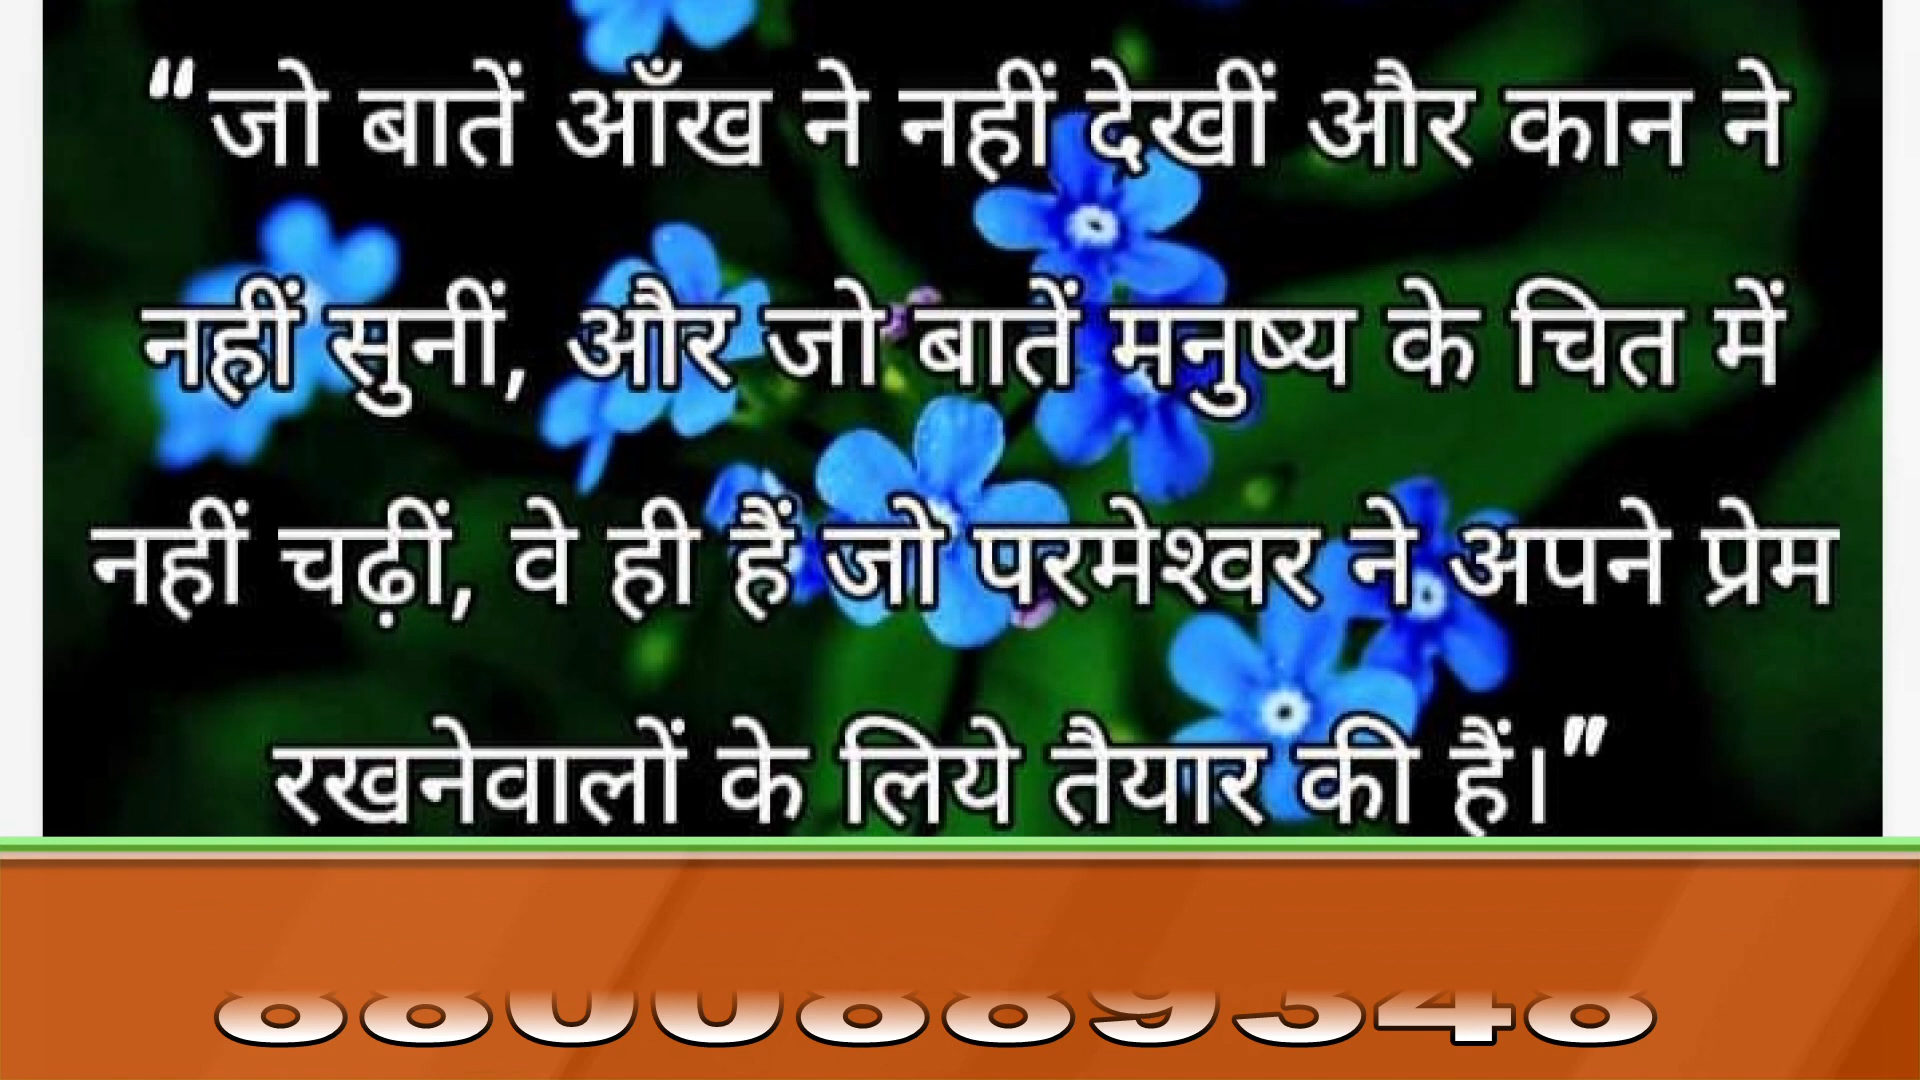 “जो बातें आँख ने नहीं देखीं और कान ने
नहीं सुनीं, और जो बातें मनुष्य के चित में
नहीं चढ़ीं, वे ही हैं जो परमेश्वर ने अपने प्रेम
रखनेवालों के लिये तैयार की हैं।”